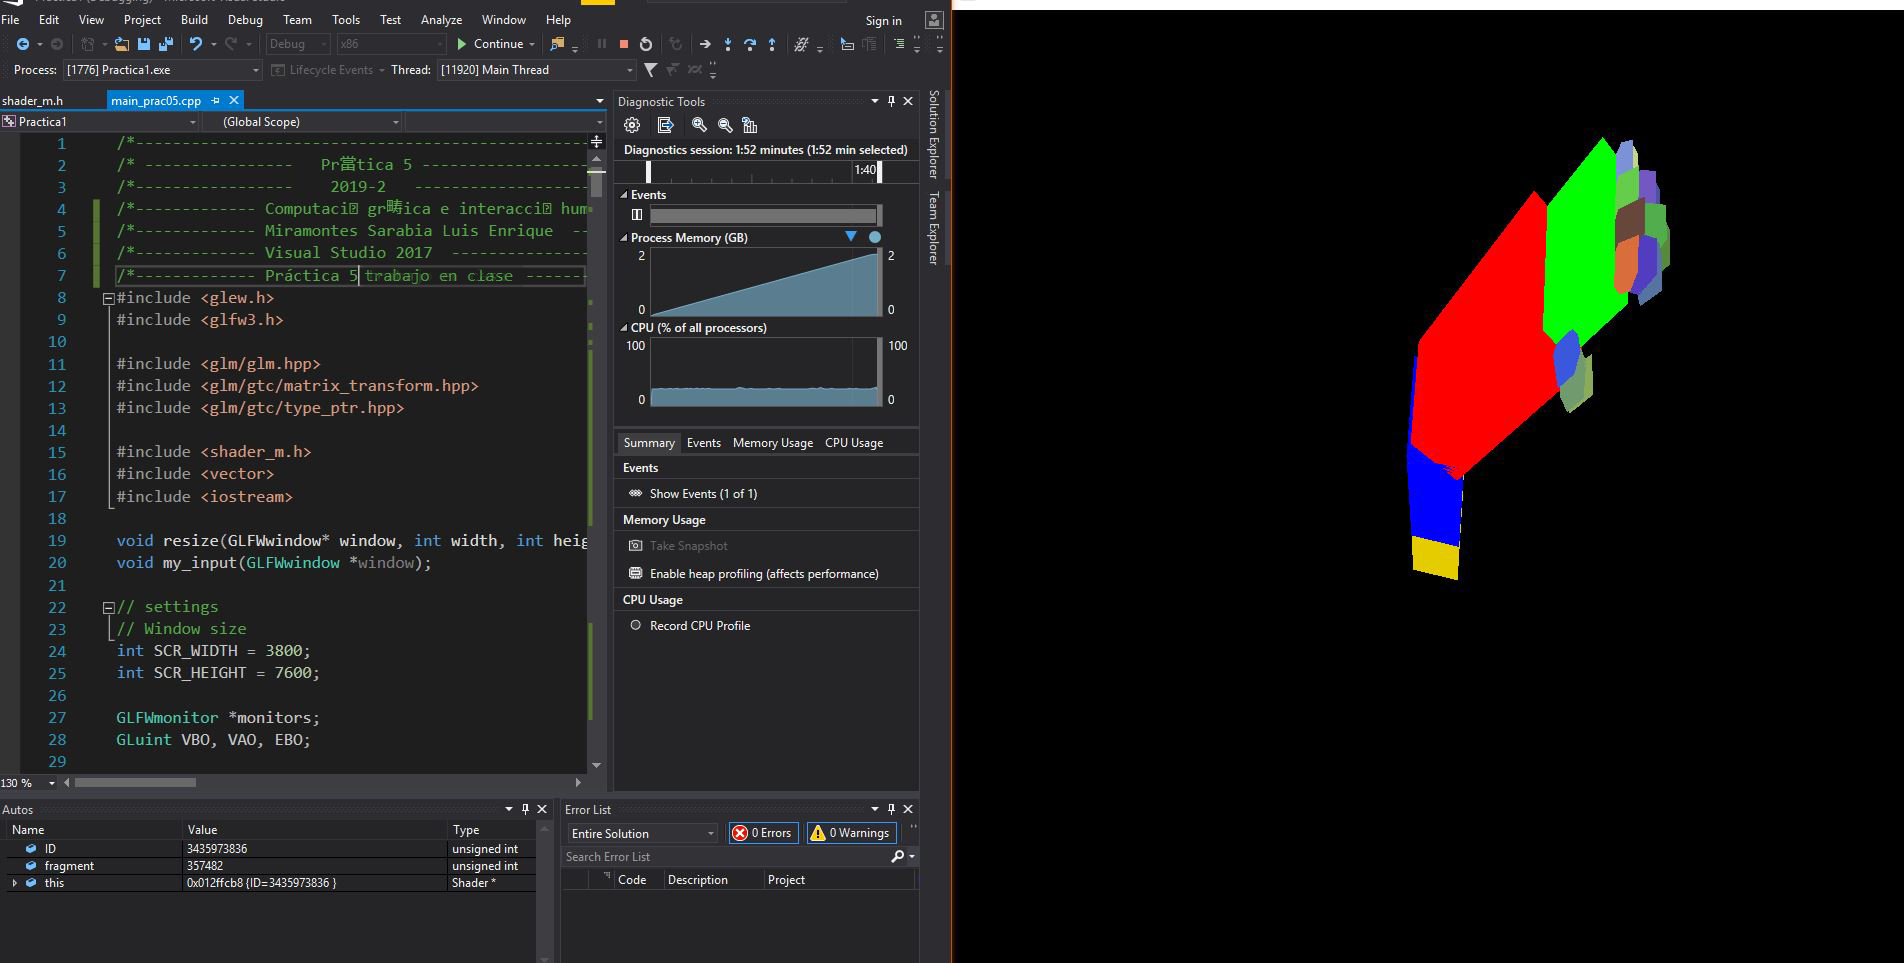 File Edit View Project Build Debug Team Tools Test Analyze Window Help
Sign in
Debug x86 Continue
Process: [1776] Practica1.exe Lifecycle Events Thread: [11920] Main Thread
shader_m.h main_prac05.cpp
Practica1 (Global Scope)
1 /*--------------------------------------------------
2 /* ---------------- Pr當tica 5 ------------------
3 /*----------------- 2019-2 -------------------
4 /*------------- Computaci gr畴ica e interacci hum
5 /*------------- Miramontes Sarabia Luis Enrique --
6 /*------------- Visual Studio 2017 ---------------
7 /*------------- Práctica 5 trabajo en clase -------
8 #include <glew.h>
9 #include <glfw3.h>
10
11 #include <glm/glm.hpp>
12 #include <glm/gtc/matrix_transform.hpp>
13 #include <glm/gtc/type_ptr.hpp>
14
15 #include <shader_m.h>
16 #include <vector>
17 #include <iostream>
18
19 void resize(GLFWwindow* window, int width, int heig
20 void my_input(GLFWwindow *window);
21
22 // settings
23 // Window size
24 int SCR_WIDTH = 3800;
25 int SCR_HEIGHT = 7600;
26
27 GLFWmonitor *monitors;
28 GLuint VBO, VAO, EBO;
29
130 %
Diagnostic Tools
Diagnostics session: 1:52 minutes (1:52 min selected)
1:40
Events
Process Memory (GB)
2 2
0 0
CPU (% of all processors)
100 100
0 0
Summary Events Memory Usage CPU Usage
Events
Show Events (1 of 1)
Memory Usage
Take Snapshot
Enable heap profiling (affects performance)
CPU Usage
Record CPU Profile
Solution Explorer
Team Explorer
Autos
Name Value Type
ID 3435973836 unsigned int
fragment 357482 unsigned int
this 0x012ffcb8 {ID=3435973836 } Shader *
Error List
Entire Solution 0 Errors 0 Warnings
Search Error List
Code Description Project